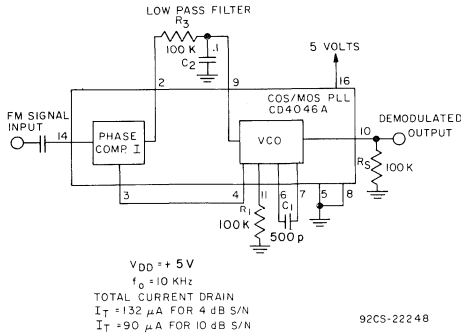 LOW PASS FILTER
R3
100 K
.1
C2
5 VOLTS
2
9
16
COS/MOS PLL
CD4046A
FM SIGNAL
INPUT
14
PHASE
COMP. I
VCO
10
DEMODULATED
OUTPUT
RS
100 K
3
4
11
6
C1
7
5
8
R1
100K
500 p
VDD = + 5 V
fo = 10 KHz
TOTAL CURRENT DRAIN
IT = 132 μA FOR 4 dB S/N
IT = 90 μA FOR 10 dB S/N
92CS-22248